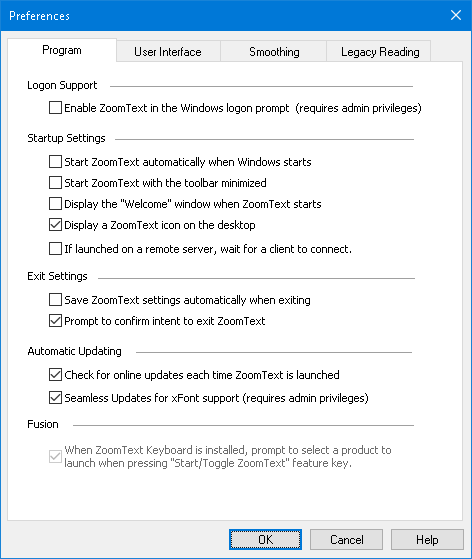 Preferences
Program
User Interface
Smoothing
Legacy Reading
Logon Support
Enable ZoomText in the Windows logon prompt (requires admin privileges)
Startup Settings
Start ZoomText automatically when Windows starts
Start ZoomText with the toolbar minimized
Display the "Welcome" window when ZoomText starts
Display a ZoomText icon on the desktop
If launched on a remote server, wait for a client to connect.
Exit Settings
Save ZoomText settings automatically when exiting
Prompt to confirm intent to exit ZoomText
Automatic Updating
Check for online updates each time ZoomText is launched
Seamless Updates for xFont support (requires admin privileges)
Fusion
When ZoomText Keyboard is installed, prompt to select a product to
launch when pressing "Start/Toggle ZoomText" feature key.
OK
Cancel
Help